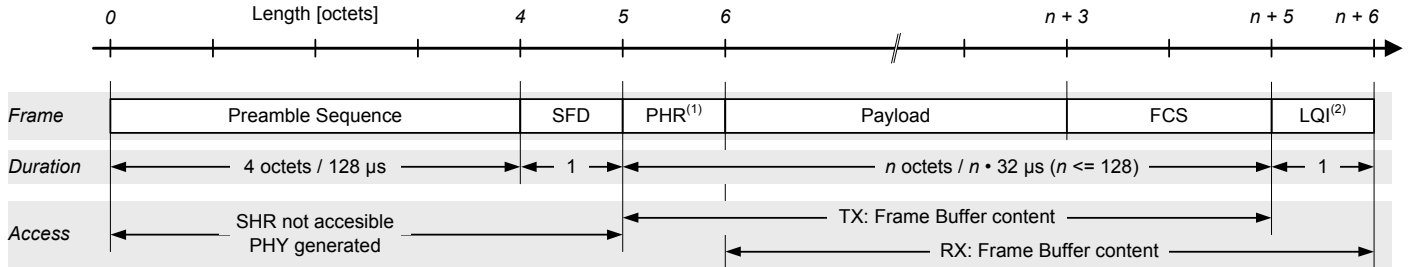 0 Length [octets] 4 5 6 n + 3 n + 5 n + 6
Frame Preamble Sequence SFD PHR(1) Payload FCS LQI(2)
Duration 4 octets / 128 µs 1 n octets / n • 32 µs (n <= 128) 1
Access
SHR not accesible
PHY generated
TX: Frame Buffer content
RX: Frame Buffer content